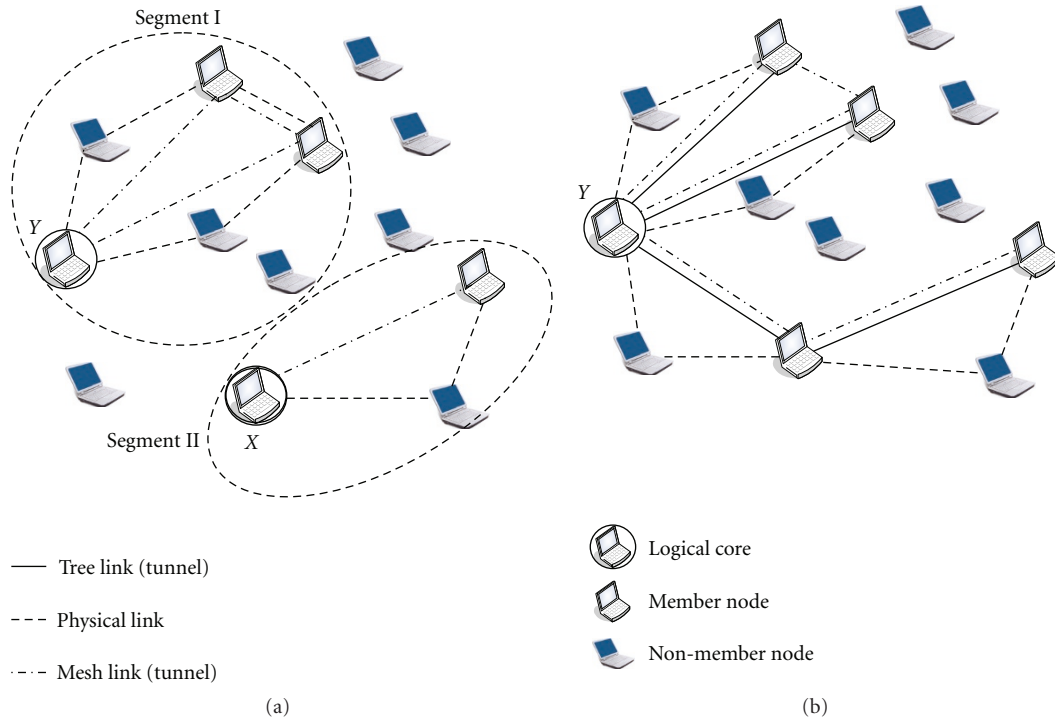 Segment I
Y
Segment II
X
Y
Tree link (tunnel)
Physical link
Mesh link (tunnel)
(a)
Logical core
Member node
Non-member node
(b)